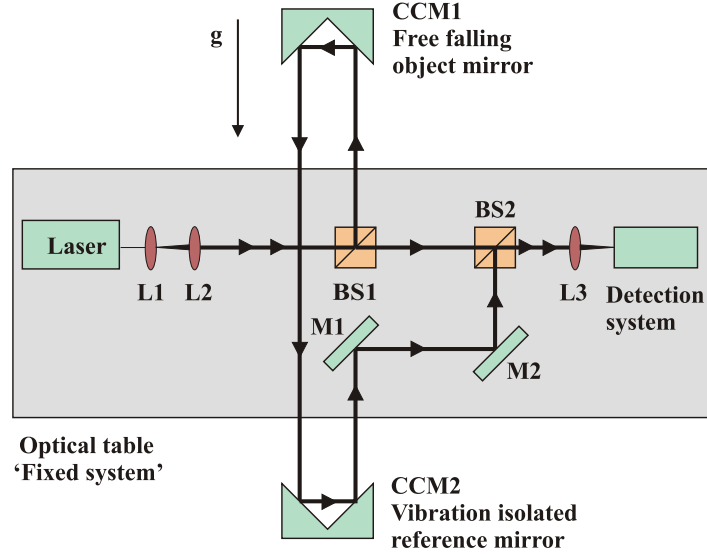 CCM1
Free falling
object mirror
g
BS2
Laser
L1
L2
BS1
L3
Detection
system
M1
M2
Optical table
‘Fixed system’
CCM2
Vibration isolated
reference mirror